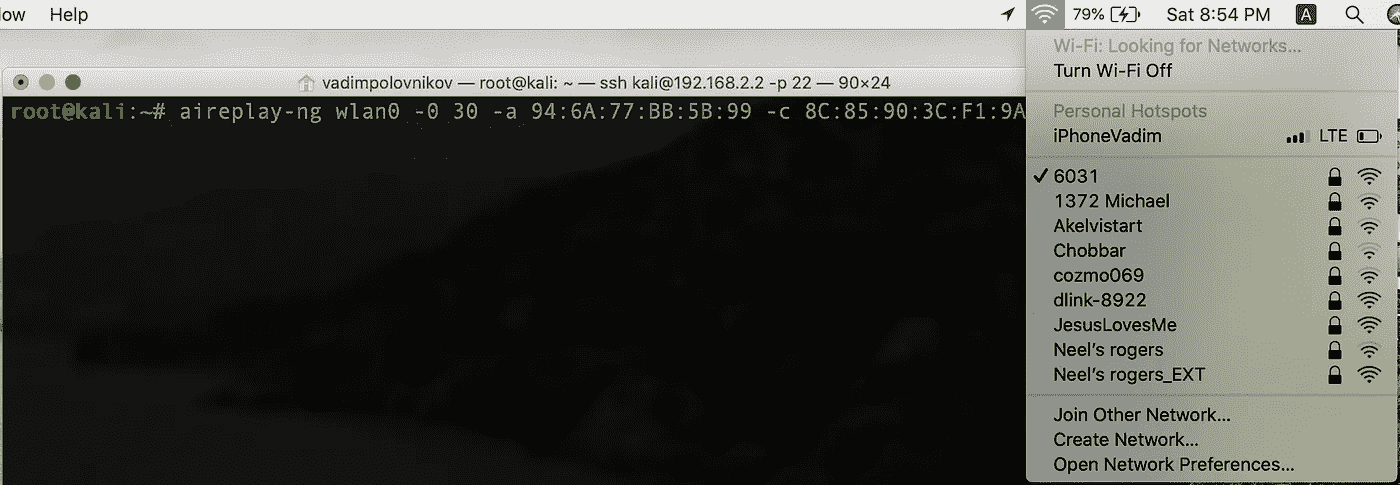 low Help 79% Sat 8:54 PM A
vadimpolovnikov — root@kali: ~ — ssh kali@192.168.2.2 -p 22 — 90×24
root@kali:~# aireplay-ng wlan0 -0 30 -a 94:6A:77:BB:5B:99 -c 8C:85:90:3C:F1:9A
Wi-Fi: Looking for Networks...
Turn Wi-Fi Off
Personal Hotspots
iPhoneVadim LTE
6031
1372 Michael
Akelvistart
Chobbar
cozmo069
dlink-8922
JesusLovesMe
Neel's rogers
Neel's rogers_EXT
Join Other Network...
Create Network...
Open Network Preferences...